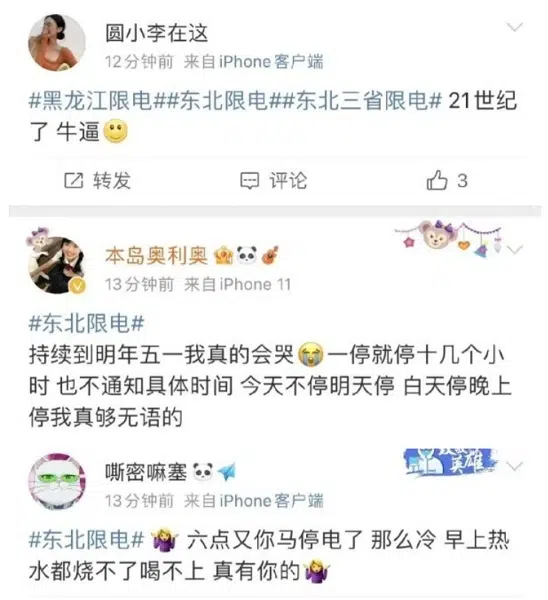 圆小李在这
12分钟前 来自iPhone客户端
#黑龙江限电##东北限电##东北三省限电# 21世纪
了 牛逼
转发 评论 3
本岛奥利奥
13分钟前 来自iPhone 11
#东北限电#
持续到明年五一我真的会哭 一停就停十几个小
时 也不通知具体时间 今天不停明天停 白天停晚上
停我真够无语的
英雄
嘶密嘛塞
13分钟前 来自iPhone客户端
#东北限电# 六点又你马停电了 那么冷 早上热
水都烧不了喝不上 真有你的